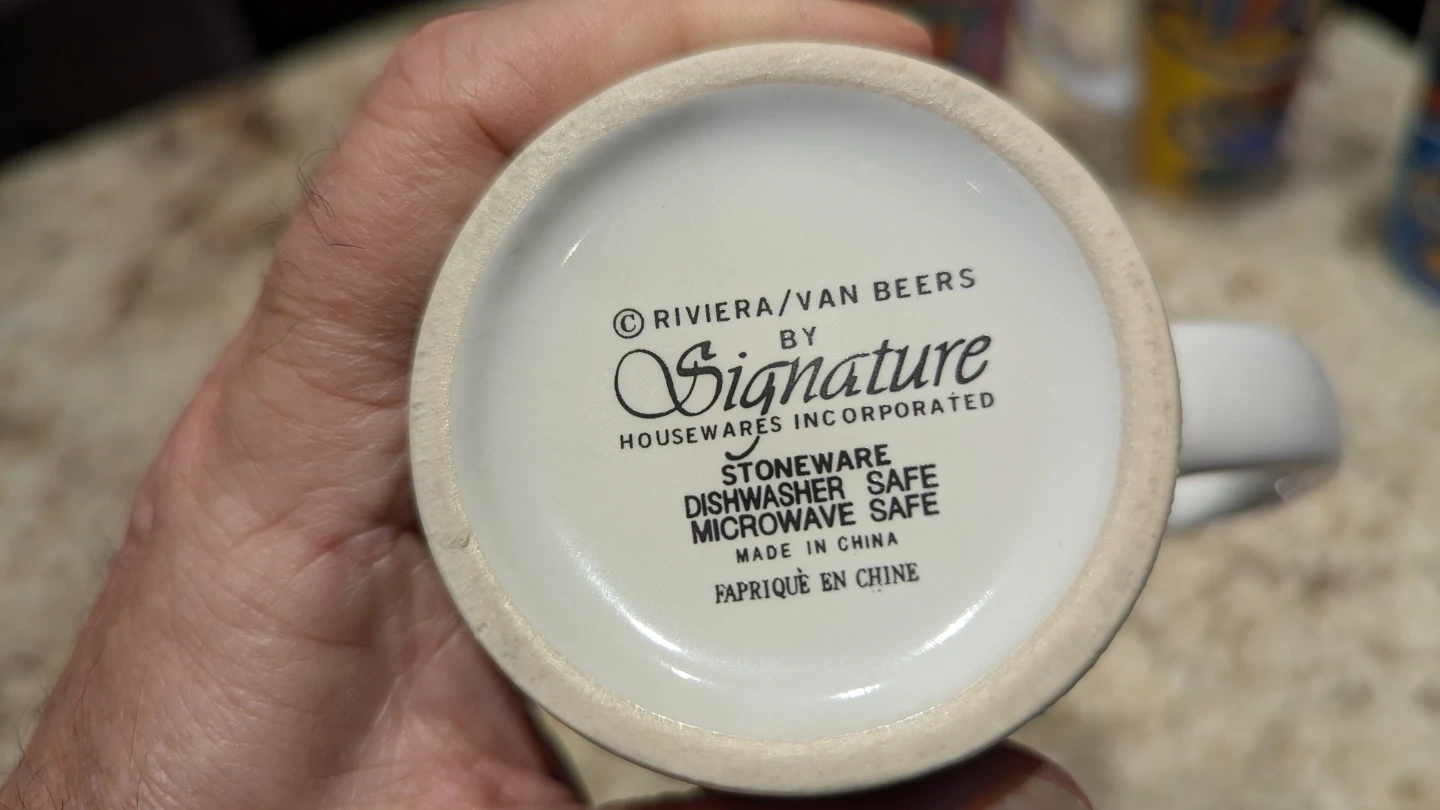 © RIVIERA/VAN BEERS
BY
Signature
HOUSEWARES INCORPORATED
STONEWARE
DISHWASHER SAFE
MICROWAVE SAFE
MADE IN CHINA
FAPRIQUÈ EN CHINE